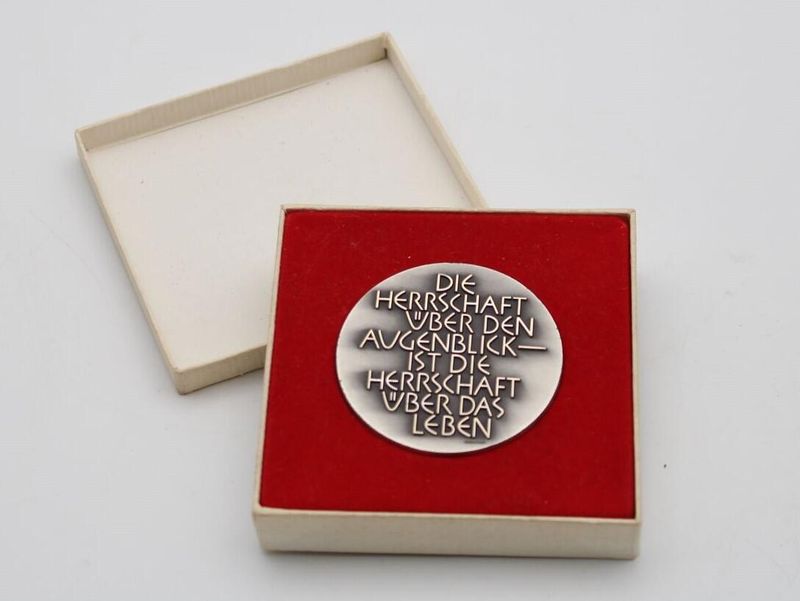 DIE
HERRSCHAFT
ÜBER DEN
AUGENBLICK—
IST DIE
HERRSCHAFT
ÜBER DAS
LEBEN